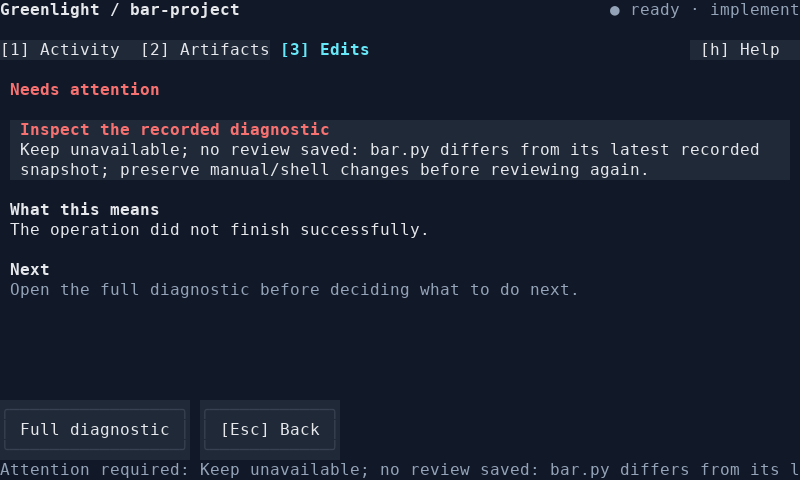 Greenlight / bar-project ● ready · implement
[1] Activity [2] Artifacts [3] Edits [h] Help
Needs attention
Inspect the recorded diagnostic
Keep unavailable; no review saved: bar.py differs from its latest recorded
snapshot; preserve manual/shell changes before reviewing again.
What this means
The operation did not finish successfully.
Next
Open the full diagnostic before deciding what to do next.
Full diagnostic [Esc] Back
Attention required: Keep unavailable; no review saved: bar.py differs from its l